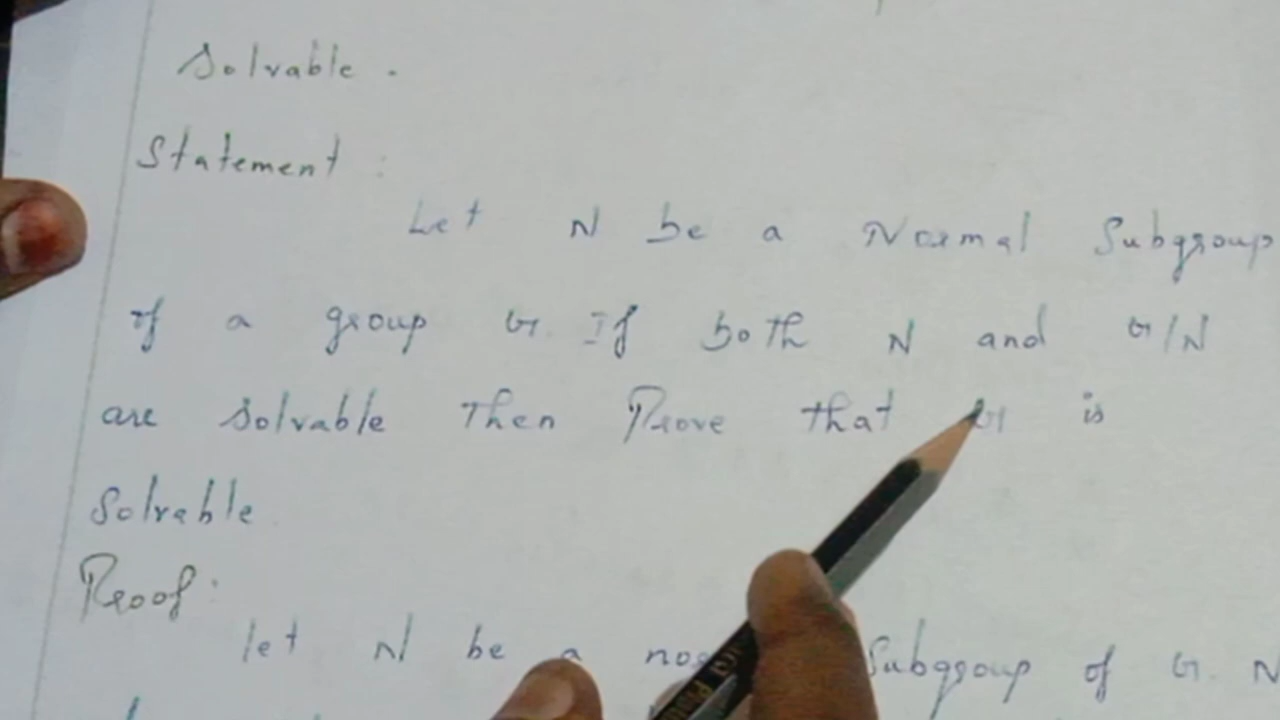 Solvable.
Statement:
Let N be a Normal Subgroup
of a group G. If both N and G/N
are solvable Then Prove that G is
Solvable
Proof:
let N be a Subgroup of G. N